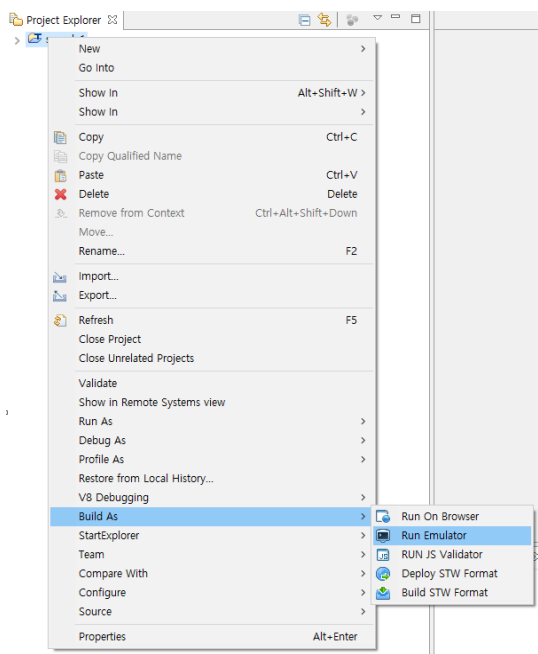 Project Explorer
New
Go Into
Show In Alt+Shift+W
Show In
Copy Ctrl+C
Copy Qualified Name
Paste Ctrl+V
Delete Delete
Remove from Context Ctrl+Alt+Shift+Down
Move...
Rename... F2
Import...
Export...
Refresh F5
Close Project
Close Unrelated Projects
Validate
Show in Remote Systems view
Run As
Debug As
Profile As
Restore from Local History...
V8 Debugging
Build As
Run On Browser
StartExplorer
Run Emulator
Team
RUN JS Validator
Compare With
Deploy STW Format
Configure
Build STW Format
Source
Properties Alt+Enter